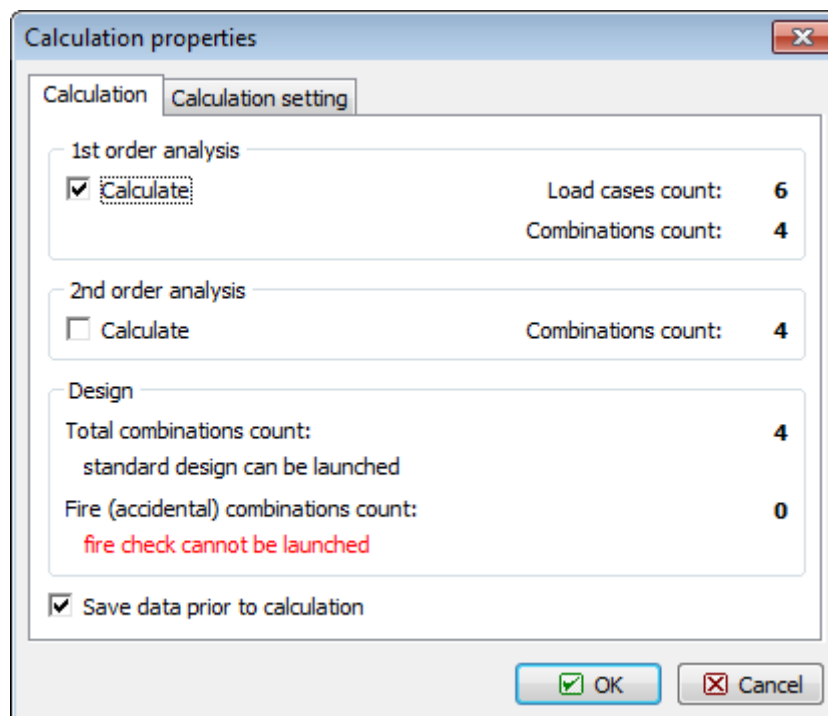 Calculation properties
Calculation
Calculation setting
1st order analysis
Calculate
Load cases count: 6
Combinations count: 4
2nd order analysis
Calculate
Combinations count: 4
Design
Total combinations count: 4
standard design can be launched
Fire (accidental) combinations count: 0
fire check cannot be launched
Save data prior to calculation
OK
Cancel